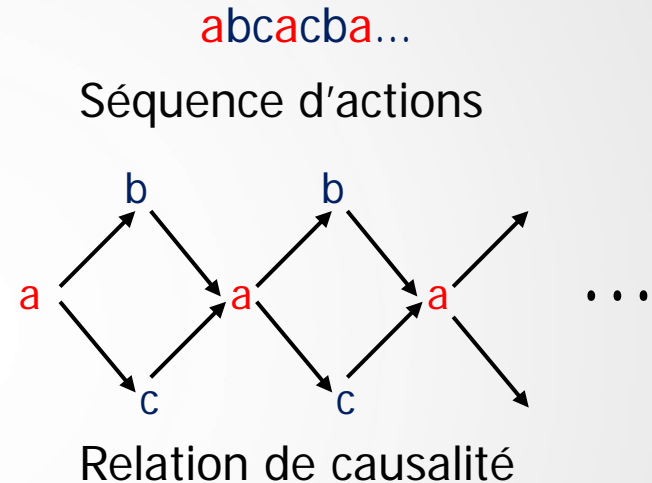 abcacba...
Séquence d'actions
b b
a a a ...
c c
Relation de causalité